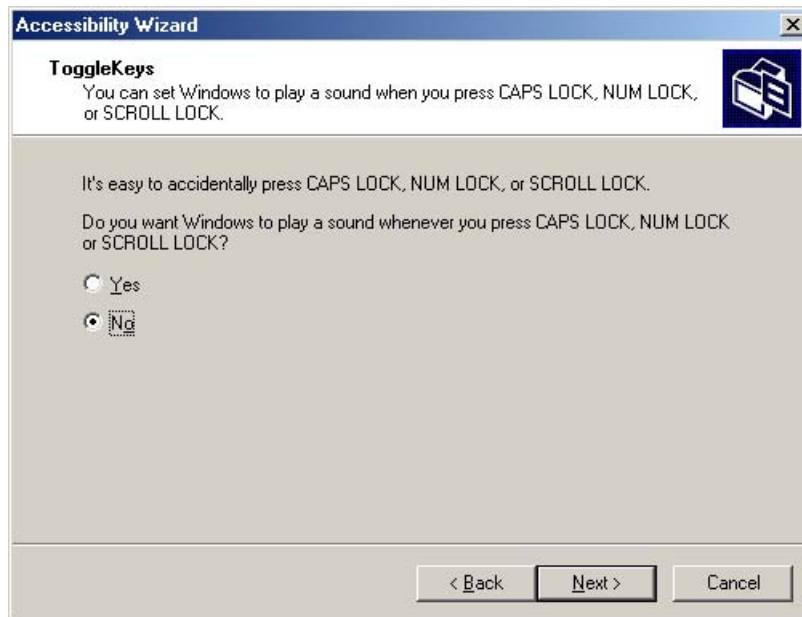 Accessibility Wizard
ToggleKeys
You can set Windows to play a sound when you press CAPS LOCK, NUM LOCK,
or SCROLL LOCK.
It's easy to accidentally press CAPS LOCK, NUM LOCK, or SCROLL LOCK.
Do you want Windows to play a sound whenever you press CAPS LOCK, NUM LOCK
or SCROLL LOCK?
Yes
No
< Back Next > Cancel